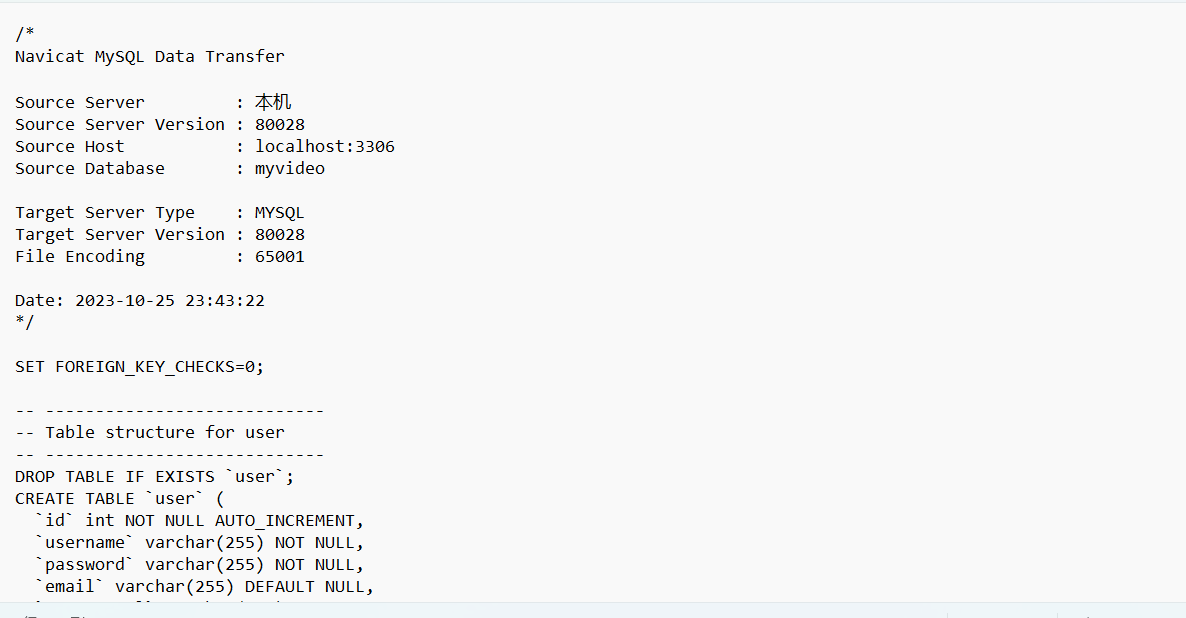 /*
Navicat MySQL Data Transfer
Source Server         : 本机
Source Server Version : 80028
Source Host           : localhost:3306
Source Database       : myvideo
Target Server Type    : MYSQL
Target Server Version : 80028
File Encoding         : 65001
Date: 2023-10-25 23:43:22
*/
SET FOREIGN_KEY_CHECKS=0;
-- ----------------------------
-- Table structure for user
-- ----------------------------
DROP TABLE IF EXISTS `user`;
CREATE TABLE `user` (
  `id` int NOT NULL AUTO_INCREMENT,
  `username` varchar(255) NOT NULL,
  `password` varchar(255) NOT NULL,
  `email` varchar(255) DEFAULT NULL,